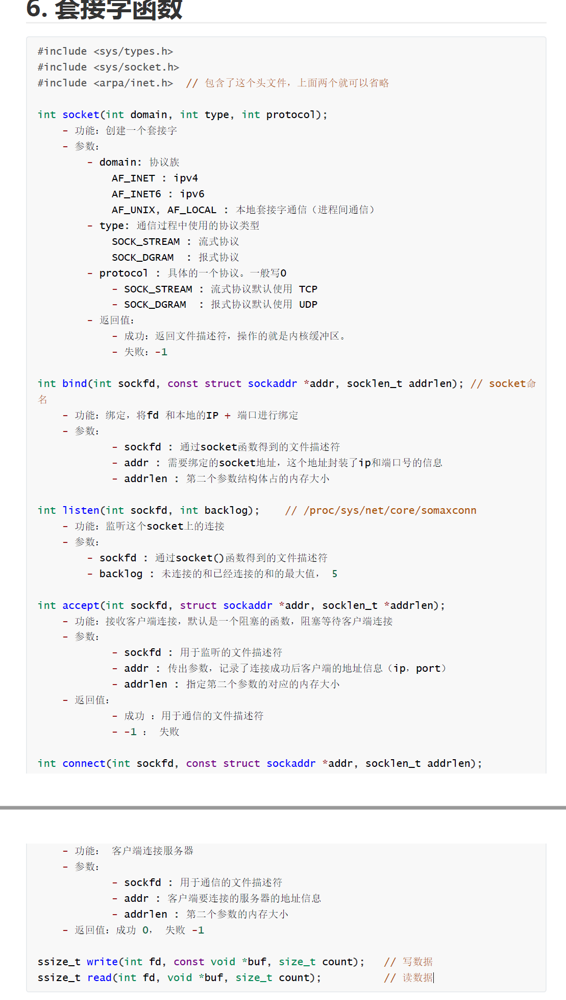 6. 套接字函数
#include <sys/types.h>
#include <sys/socket.h>
#include <arpa/inet.h>  // 包含了这个头文件，上面两个就可以省略
int socket(int domain, int type, int protocol);
- 功能：创建一个套接字
- 参数：
- domain: 协议族
AF_INET : ipv4
AF_INET6 : ipv6
AF_UNIX, AF_LOCAL : 本地套接字通信（进程间通信）
- type: 通信过程中使用的协议类型
SOCK_STREAM : 流式协议
SOCK_DGRAM  : 报式协议
- protocol : 具体的一个协议。一般写0
- SOCK_STREAM : 流式协议默认使用 TCP
- SOCK_DGRAM  : 报式协议默认使用 UDP
- 返回值：
- 成功：返回文件描述符，操作的就是内核缓冲区。
- 失败：-1
int bind(int sockfd, const struct sockaddr *addr, socklen_t addrlen); // socket命
名
- 功能：绑定，将fd 和本地的IP + 端口进行绑定
- 参数：
- sockfd : 通过socket函数得到的文件描述符
- addr : 需要绑定的socket地址，这个地址封装了ip和端口号的信息
- addrlen : 第二个参数结构体占的内存大小
int listen(int sockfd, int backlog);    // /proc/sys/net/core/somaxconn
- 功能：监听这个socket上的连接
- 参数：
- sockfd : 通过socket()函数得到的文件描述符
- backlog : 未连接的和已经连接的和的最大值， 5
int accept(int sockfd, struct sockaddr *addr, socklen_t *addrlen);
- 功能：接收客户端连接，默认是一个阻塞的函数，阻塞等待客户端连接
- 参数：
- sockfd : 用于监听的文件描述符
- addr : 传出参数，记录了连接成功后客户端的地址信息（ip，port）
- addrlen : 指定第二个参数的对应的内存大小
- 返回值：
- 成功 ：用于通信的文件描述符
- -1 ： 失败
int connect(int sockfd, const struct sockaddr *addr, socklen_t addrlen);
- 功能： 客户端连接服务器
- 参数：
- sockfd : 用于通信的文件描述符
- addr : 客户端要连接的服务器的地址信息
- addrlen : 第二个参数的内存大小
- 返回值：成功 0， 失败 -1
ssize_t write(int fd, const void *buf, size_t count);   // 写数据
ssize_t read(int fd, void *buf, size_t count);          // 读数据